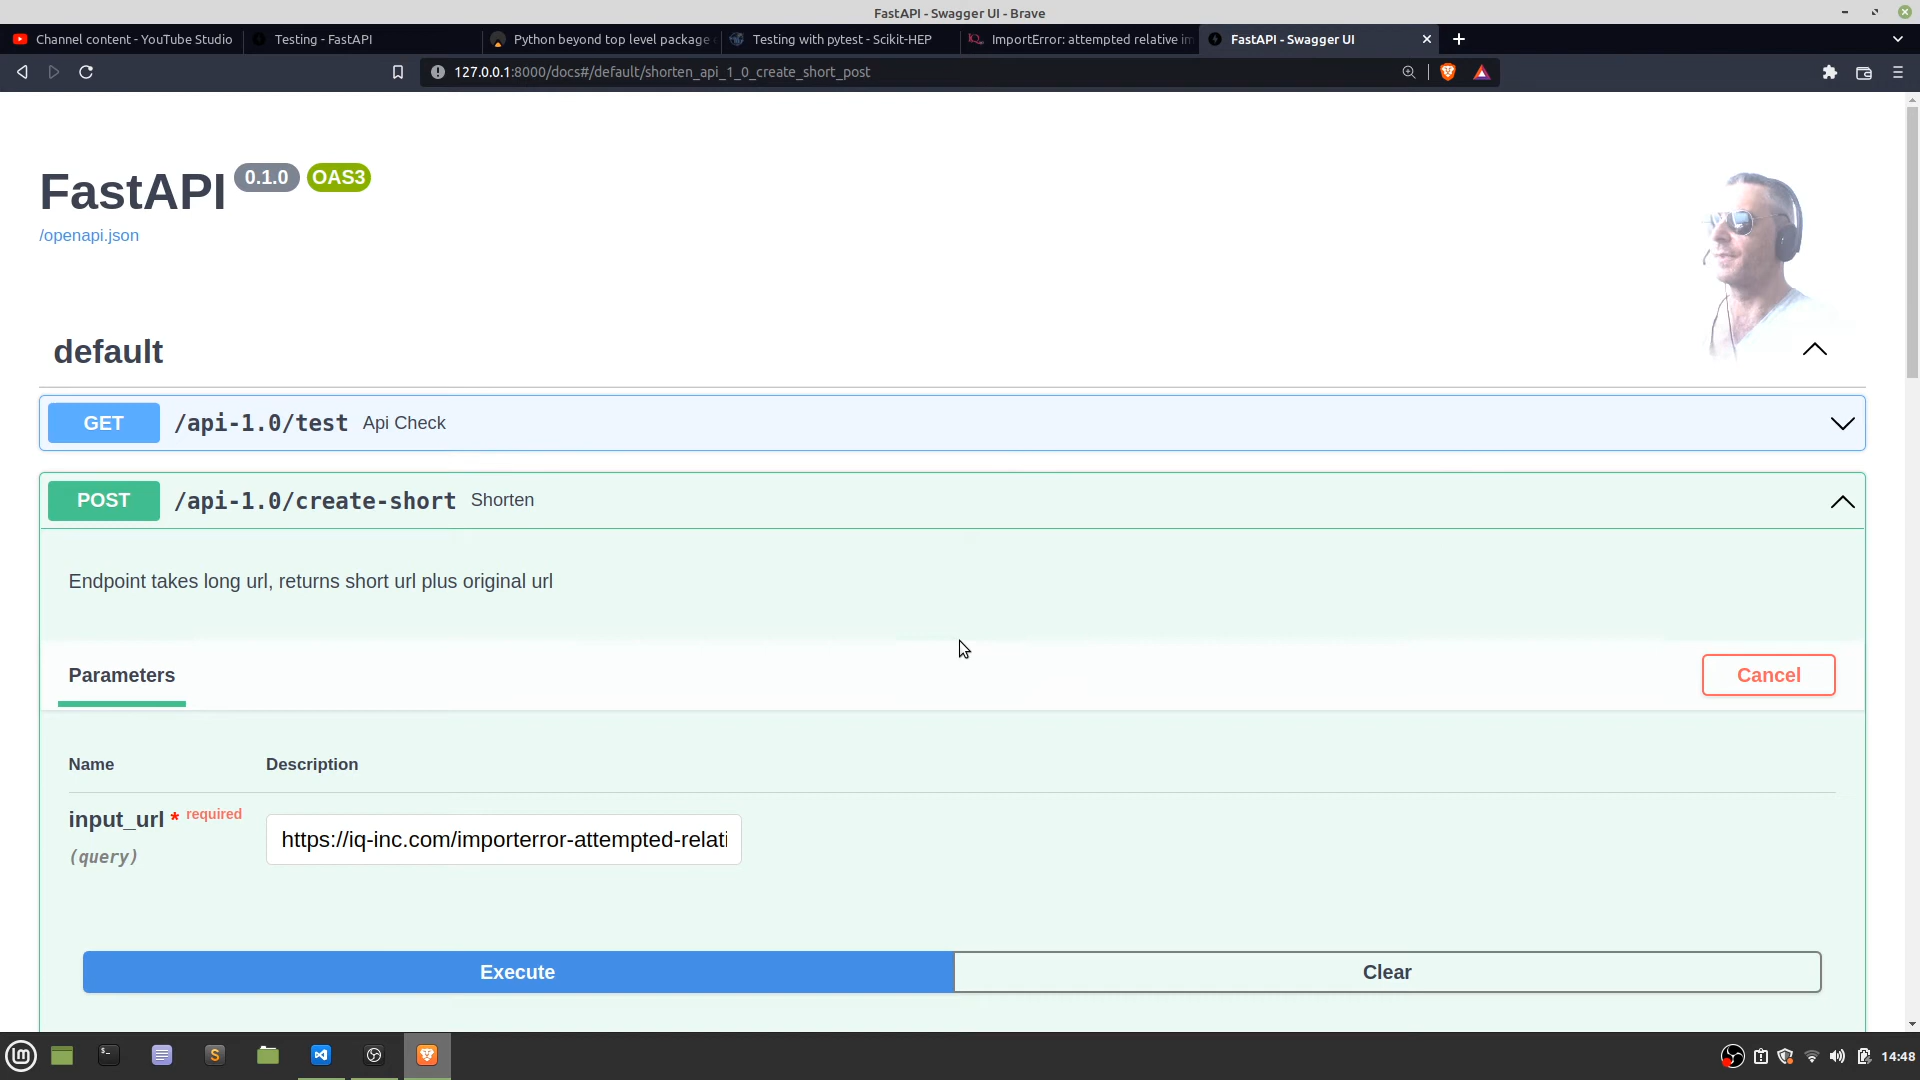 FastAPI - Swagger UI - Brave
Channel content - YouTube Studio
Testing - FastAPI
Python beyond top level package
Testing with pytest - Scikit-HEP
ImportError: attempted relative
FastAPI - Swagger UI
127.0.0.1:8000/docs#/default/shorten_api_1_0_create_short_post
FastAPI 0.1.0 OAS3
/openapi.json
default
GET /api-1.0/test Api Check
POST /api-1.0/create-short Shorten
Endpoint takes long url, returns short url plus original url
Parameters
Cancel
Name Description
input_url * required
(query)
https://iq-inc.com/importerror-attempted-relati
Execute
Clear
14:48